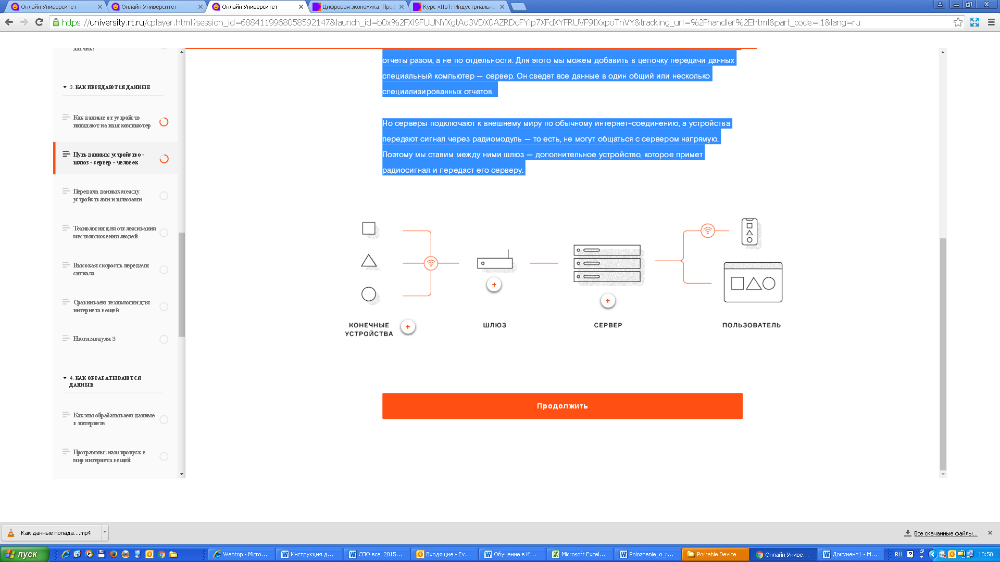 Онлайн Университет
Онлайн Университет
Онлайн Университет
Цифровая экономика. Про
Курс «IIoT: Индустриальн
https://university.rt.ru/cplayer.html?session_id=6884119968058592147&launch_id=b0x%2FXl9FUUNYXgtAd3VDX0AZRDdFYlp7XFdXYFRUVF9IXxpoTnVY&tracking_url=%2Fhandler%2Ehtml&part_code=i1&lang=ru
датчик?
3. КАК ПЕРЕДАЮТСЯ ДАННЫЕ
Как данные от устройств
попадают на наш компьютер
Путь данных: устройство -
шлюз - сервер - человек
Передача данных между
устройствами и шлюзами
Технологии для отслеживания
местоположения людей
Высокая скорость передачи
сигнала
Сравниваем технологии для
интернета вещей
Итоги модуля 3
4. КАК ОБРАБАТЫВАЮТСЯ
ДАННЫЕ
Как мы обрабатываем данные
в интернете
Программы: наш пропуск в
мир интернета вещей
отчеты разом, а не по отдельности. Для этого мы можем добавить в цепочку передачи данных
специальный компьютер — сервер. Он сведет все данные в один общий или несколько
специализированных отчетов.
Но серверы подключают к внешнему миру по обычному интернет-соединению, а устройства
передают сигнал через радиомодуль — то есть, не могут общаться с сервером напрямую.
Поэтому мы ставим между ними шлюз — дополнительное устройство, которое примет
радиосигнал и передаст его серверу.
КОНЕЧНЫЕ
УСТРОЙСТВА
ШЛЮЗ
СЕРВЕР
ПОЛЬЗОВАТЕЛЬ
Продолжить
Как данные попада....mp4
Все скачанные файлы...
пуск
Webtop - Micro...
Инструкция д...
СПО все 2015...
Входящие - Ev...
Обучение в К...
Microsoft Excel...
Polozhenie_o_r...
Portable Device
Онлайн Униве...
Документ1 - M...
RU
10:50